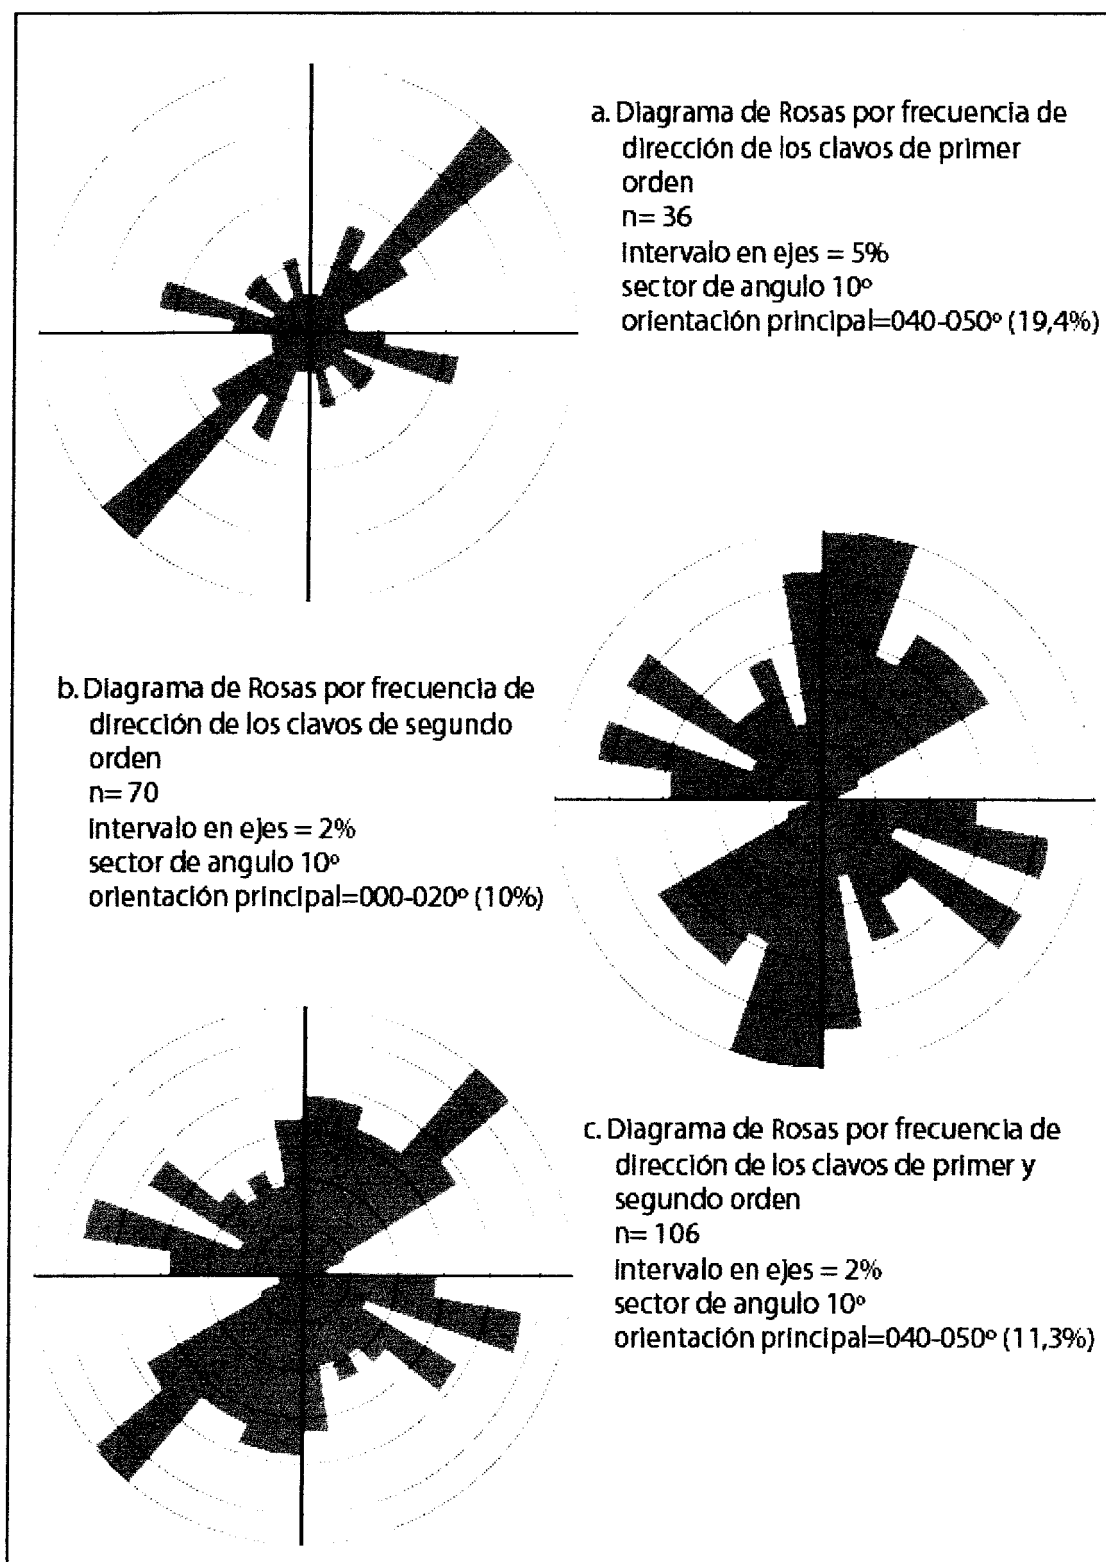 a. Diagrama de Rosas por frecuencia de
dirección de los clavos de primer
orden
n= 36
intervalo en ejes = 5%
sector de angulo 10º
orientación principal=040-050º (19,4%)
b. Diagrama de Rosas por frecuencia de
dirección de los clavos de segundo
orden
n= 70
intervalo en ejes = 2%
sector de angulo 10º
orientación principal=000-020º (10%)
c. Diagrama de Rosas por frecuencia de
dirección de los clavos de primer y
segundo orden
n= 106
intervalo en ejes = 2%
sector de angulo 10º
orientación principal=040-050º (11,3%)